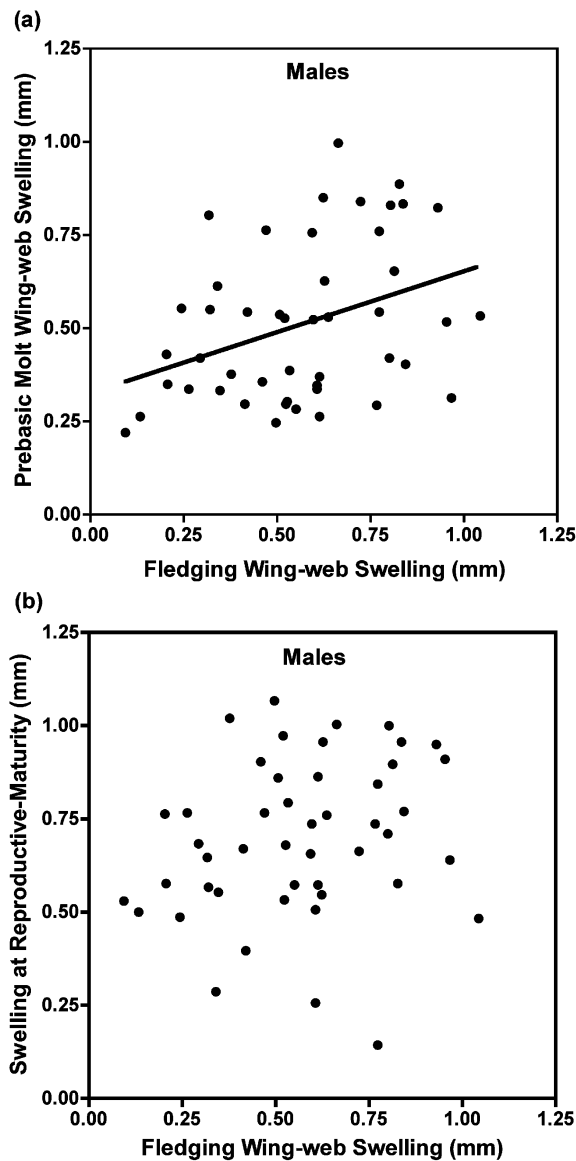 (a)
Males
Prebasic Molt Wing-web Swelling (mm)
1.25
1.00
0.75
0.50
0.25
0.00
0.00 0.25 0.50 0.75 1.00 1.25
Fledging Wing-web Swelling (mm)
(b)
Males
Swelling at Reproductive-Maturity (mm)
1.25
1.00
0.75
0.50
0.25
0.00
0.00 0.25 0.50 0.75 1.00 1.25
Fledging Wing-web Swelling (mm)